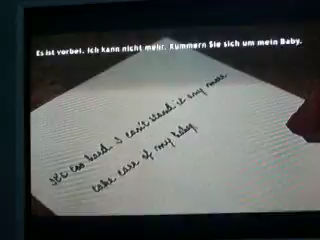 Es ist vorbei. Ich kann nicht mehr. Kümmern Sie sich um mein Baby.
It's too hard. I can't stand it any more
take care of my baby.